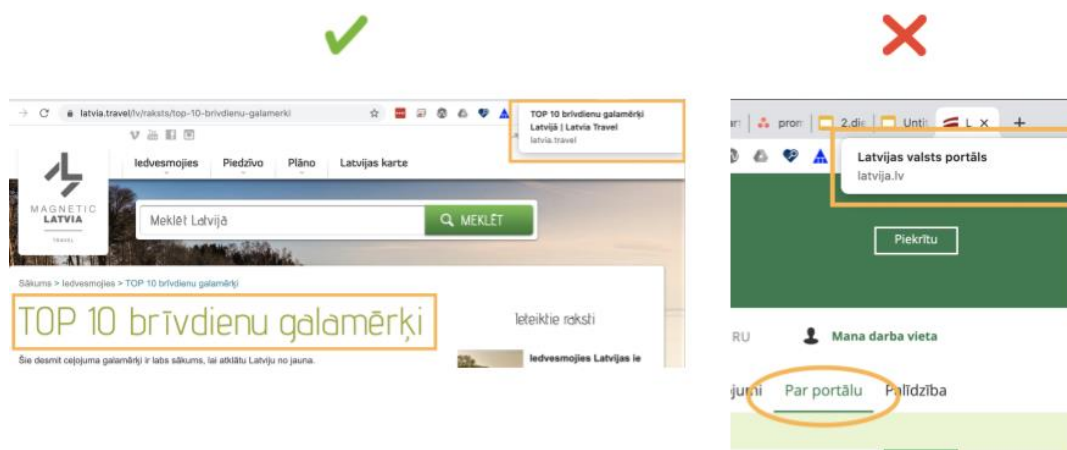 latvia.travel/lv/raksts/top-10-brivdienu-galamerki
TOP 10 brīvdienu galamērķi
Latvijā | Latvia Travel
latvia.travel
Iedvesmojies Piedzīvo Plāno Latvijas karte
MAGNETIC
LATVIA
TRAVEL
Meklēt Latvijā
MEKLĒT
Sākums > Iedvesmojies > TOP 10 brīvdienu galamērķi
TOP 10 brīvdienu galamērķi
Šie desmit ceļojuma galamērķi ir labs sākums, lai atklātu Latviju no jauna.
Ieteiktie raksti
Iedvesmojies Latvijas ie
prom 2.die Untit L
Latvijas valsts portāls
latvija.lv
Piekrītu
RU Mana darba vieta
jumi Par portālu Palīdzība